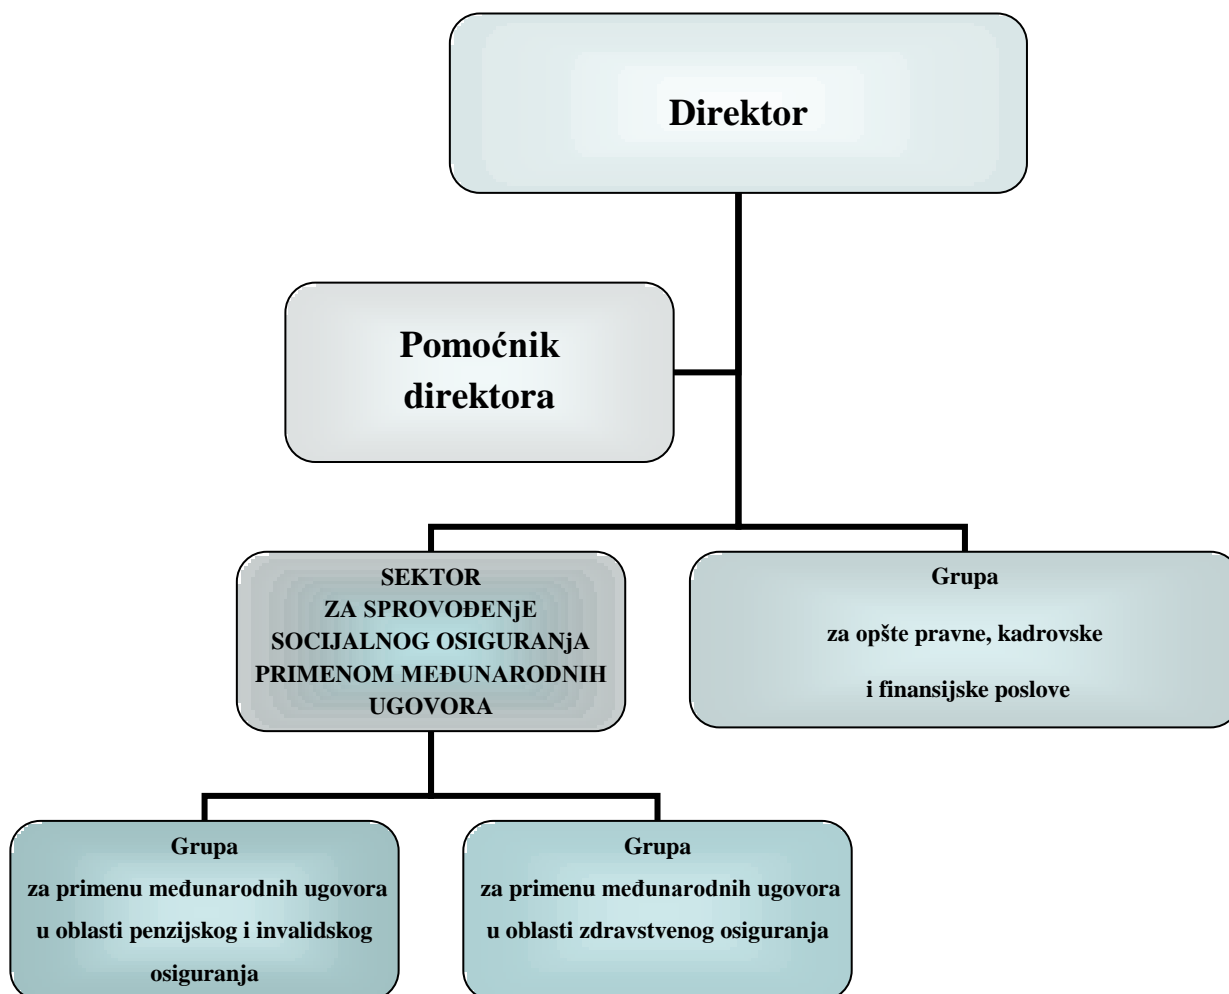 Direktor
Pomoćnik
direktora
SEKTOR
ZA SPROVOĐENjE
SOCIJALNOG OSIGURANjA
PRIMENOM MEĐUNARODNIH
UGOVORA
Grupa
za opšte pravne, kadrovske
i finansijske poslove
Grupa
za primenu međunarodnih ugovora
u oblasti penzijskog i invalidskog
osiguranja
Grupa
za primenu međunarodnih ugovora
u oblasti zdravstvenog osiguranja